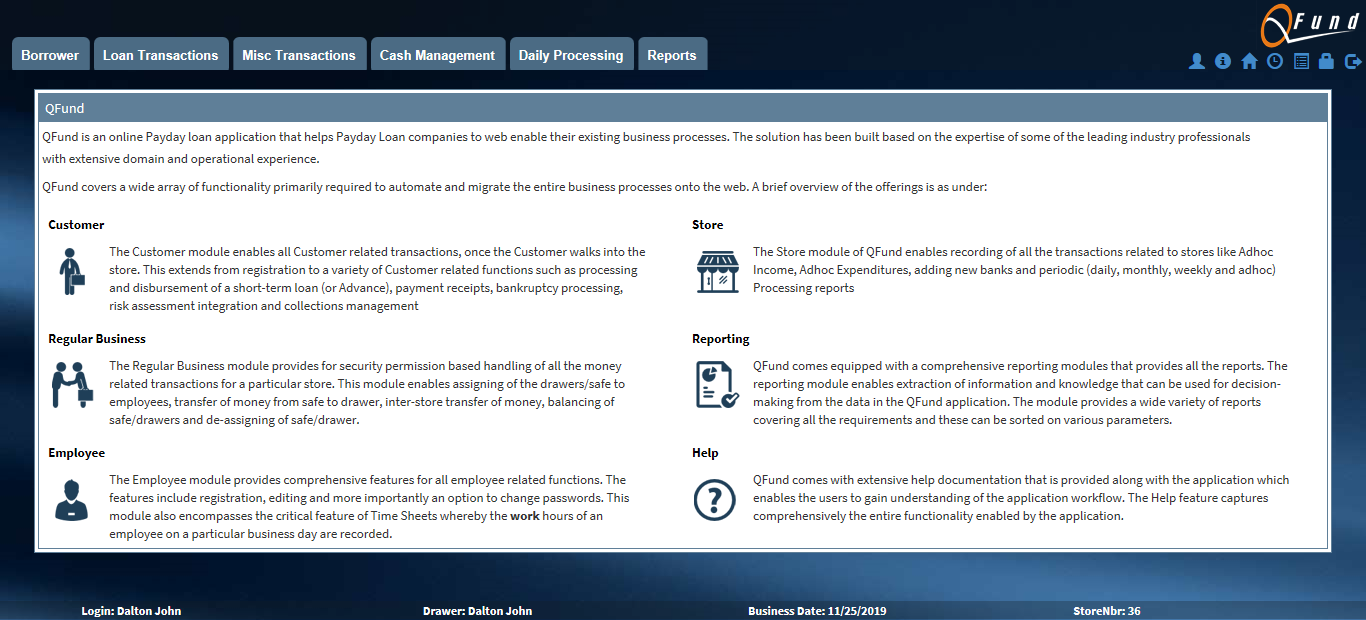 QFund
Borrower
Loan Transactions
Misc Transactions
Cash Management
Daily Processing
Reports
QFund
QFund is an online Payday loan application that helps Payday Loan companies to web enable their existing business processes. The solution has been built based on the expertise of some of the leading industry professionals
with extensive domain and operational experience.
QFund covers a wide array of functionality primarily required to automate and migrate the entire business processes onto the web. A brief overview of the offerings is as under:
Customer
The Customer module enables all Customer related transactions, once the Customer walks into the
store. This extends from registration to a variety of Customer related functions such as processing
and disbursement of a short-term loan (or Advance), payment receipts, bankruptcy processing,
risk assessment integration and collections management
Store
The Store module of QFund enables recording of all the transactions related to stores like Adhoc
Income, Adhoc Expenditures, adding new banks and periodic (daily, monthly, weekly and adhoc)
Processing reports
Regular Business
The Regular Business module provides for security permission based handling of all the money
related transactions for a particular store. This module enables assigning of the drawers/safe to
employees, transfer of money from safe to drawer, inter-store transfer of money, balancing of
safe/drawers and de-assigning of safe/drawer.
Reporting
QFund comes equipped with a comprehensive reporting modules that provides all the reports. The
reporting module enables extraction of information and knowledge that can be used for decision-
making from the data in the QFund application. The module provides a wide variety of reports
covering all the requirements and these can be sorted on various parameters.
Employee
The Employee module provides comprehensive features for all employee related functions. The
features include registration, editing and more importantly an option to change passwords. This
module also encompasses the critical feature of Time Sheets whereby the work hours of an
employee on a particular business day are recorded.
Help
QFund comes with extensive help documentation that is provided along with the application which
enables the users to gain understanding of the application workflow. The Help feature captures
comprehensively the entire functionality enabled by the application.
Login: Dalton John
Drawer: Dalton John
Business Date: 11/25/2019
StoreNbr: 36